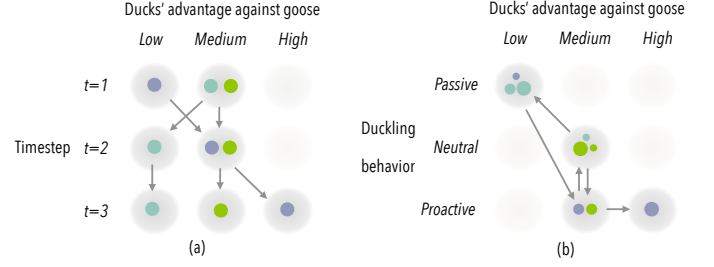 Ducks' advantage against goose
Low Medium High
t=1
Timestep t=2
t=3
(a)
Ducks' advantage against goose
Low Medium High
Passive
Duckling
behavior
Neutral
Proactive
(b)